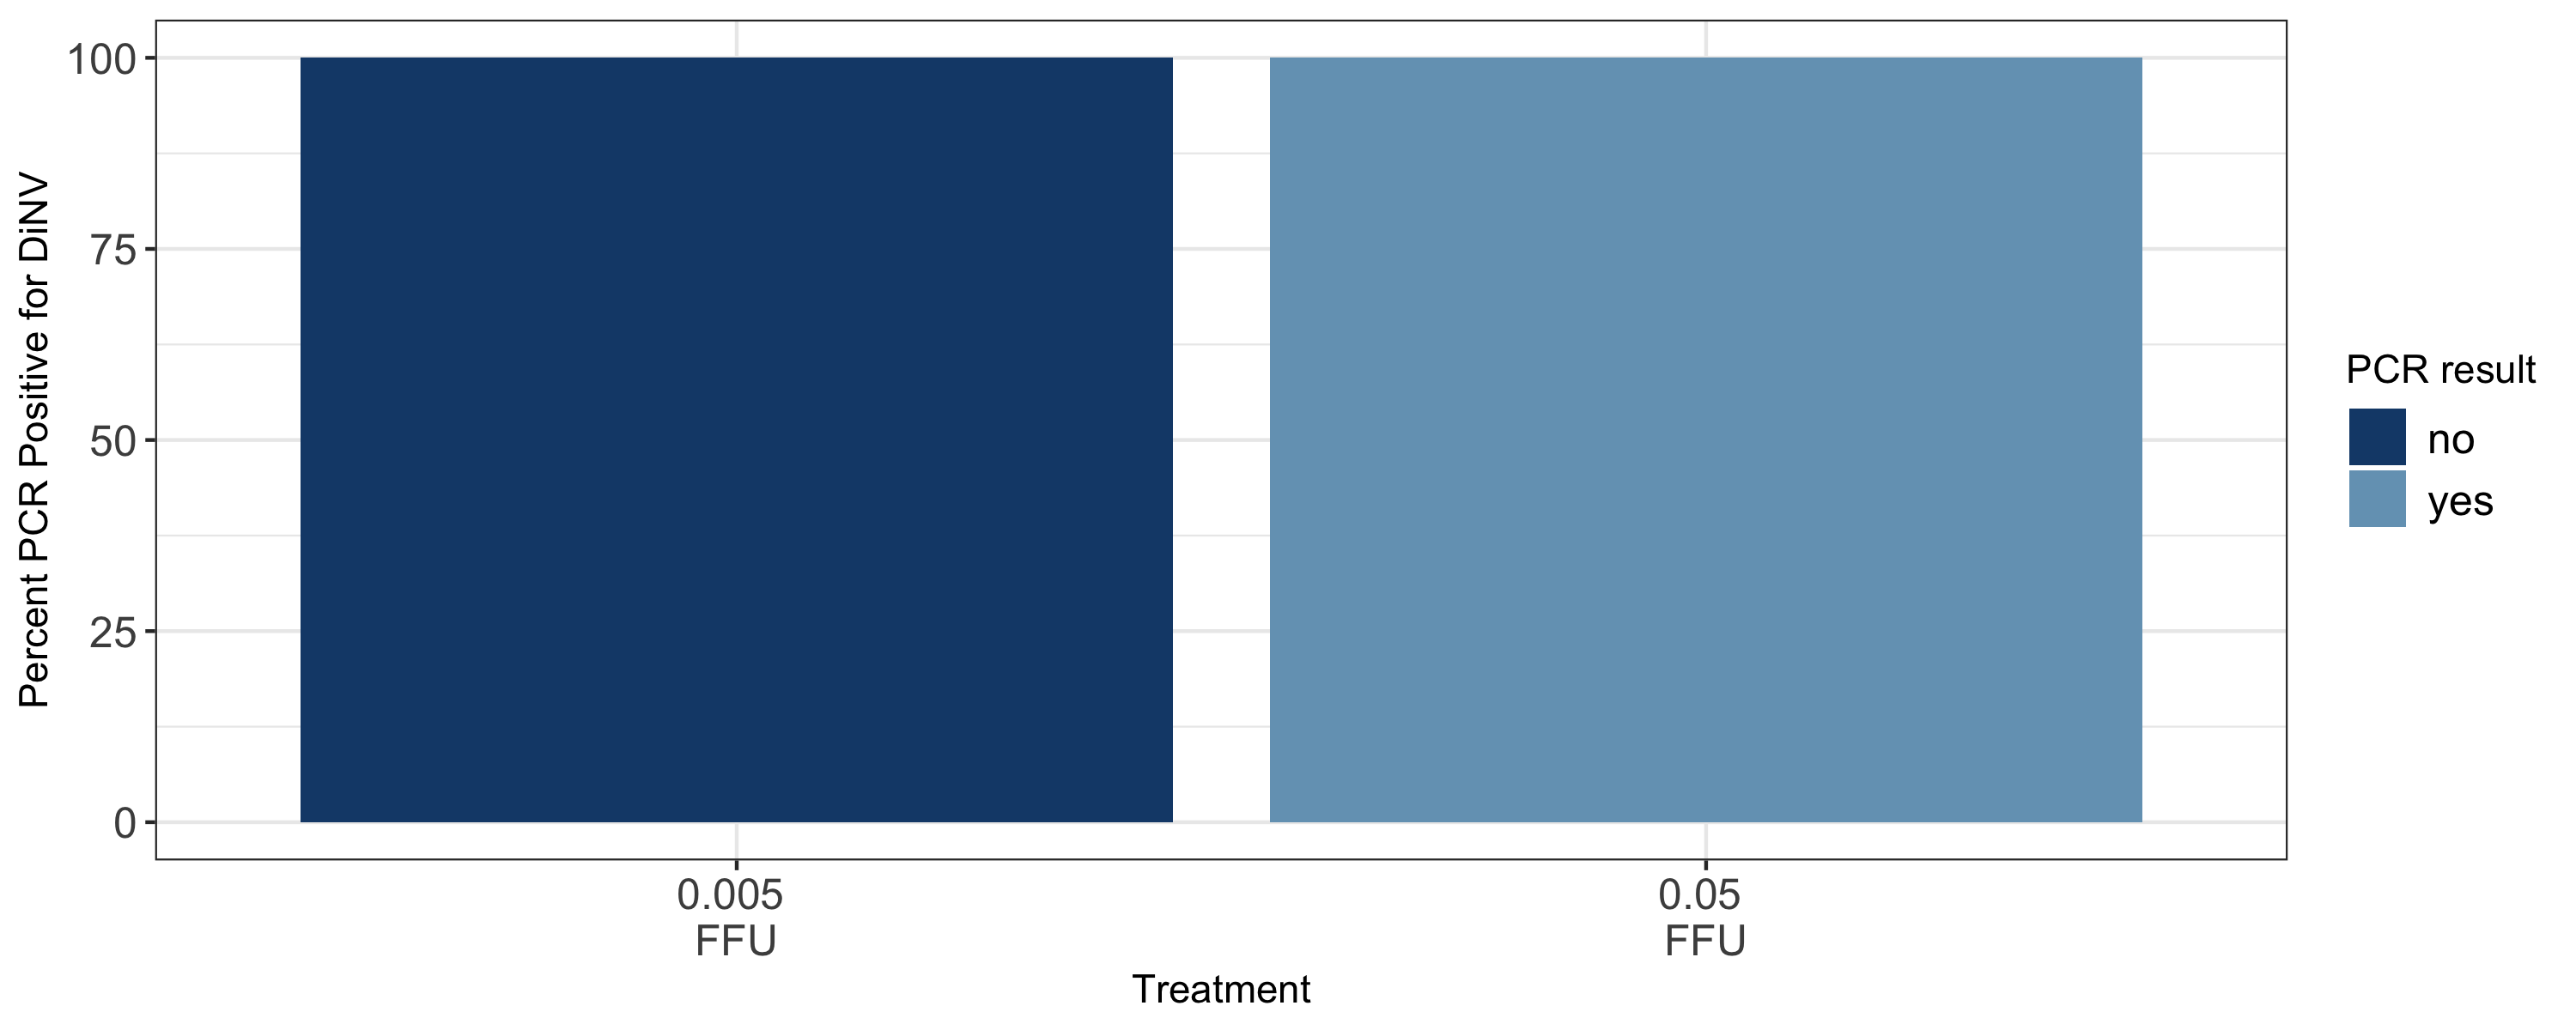 Percent PCR Positive for DiNV
100
75
50
25
0
0.005
FFU
0.05
FFU
Treatment
PCR result
no
yes